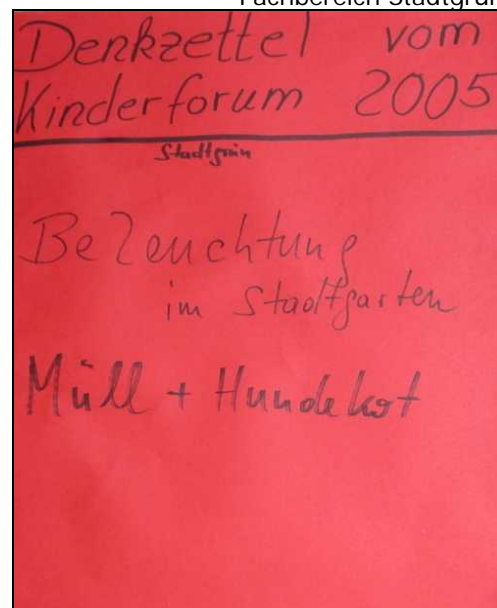 Fachbereich Stadtgrün
Denkzettel vom
Kinderforum 2005
Stadtgrün
Beleuchtung
im Stadtgarten
Müll + Hundekot